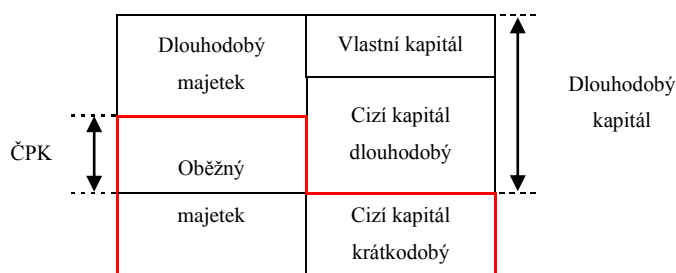 Dlouhodobý
majetek
Vlastní kapitál
Dlouhodobý
kapitál
Cizí kapitál
dlouhodobý
ČPK
Oběžný
majetek
Cizí kapitál
krátkodobý